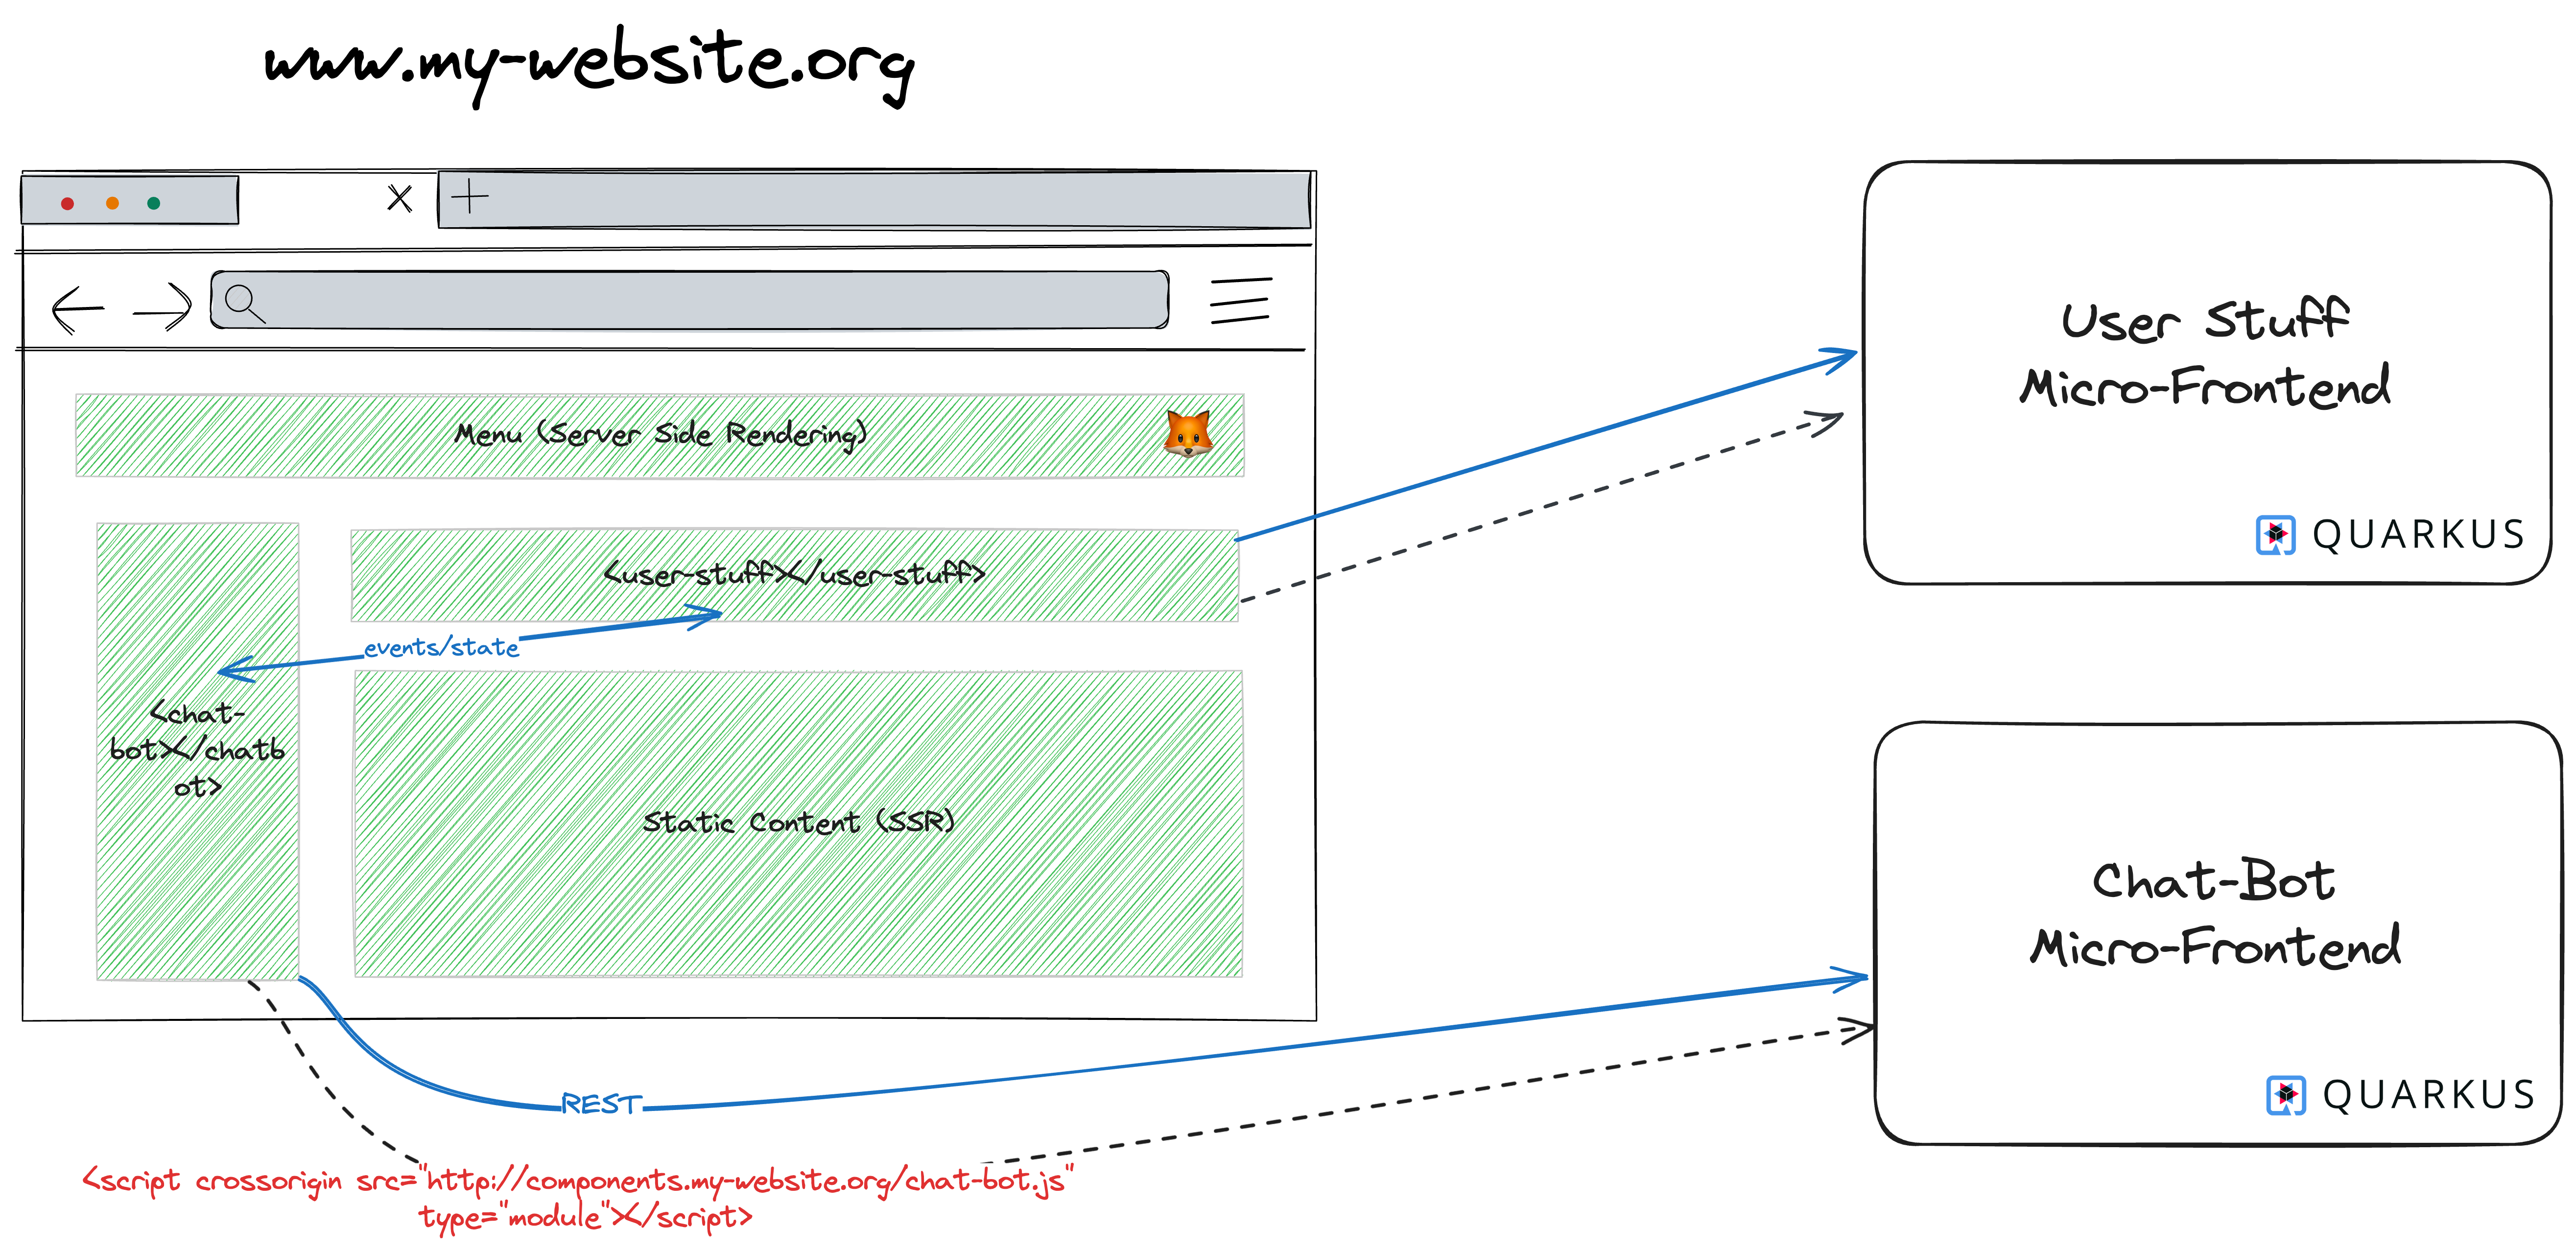 www.my-website.org
Menu (Server Side Rendering)
<user-stuff></user-stuff>
events/state
<chat-
bot></chatb
ot>
Static Content (SSR)
User Stuff
Micro-Frontend
QUARKUS
Chat-Bot
Micro-Frontend
QUARKUS
REST
<script crossorigin src="http://components.my-website.org/chat-bot.js"
type="module"></script>